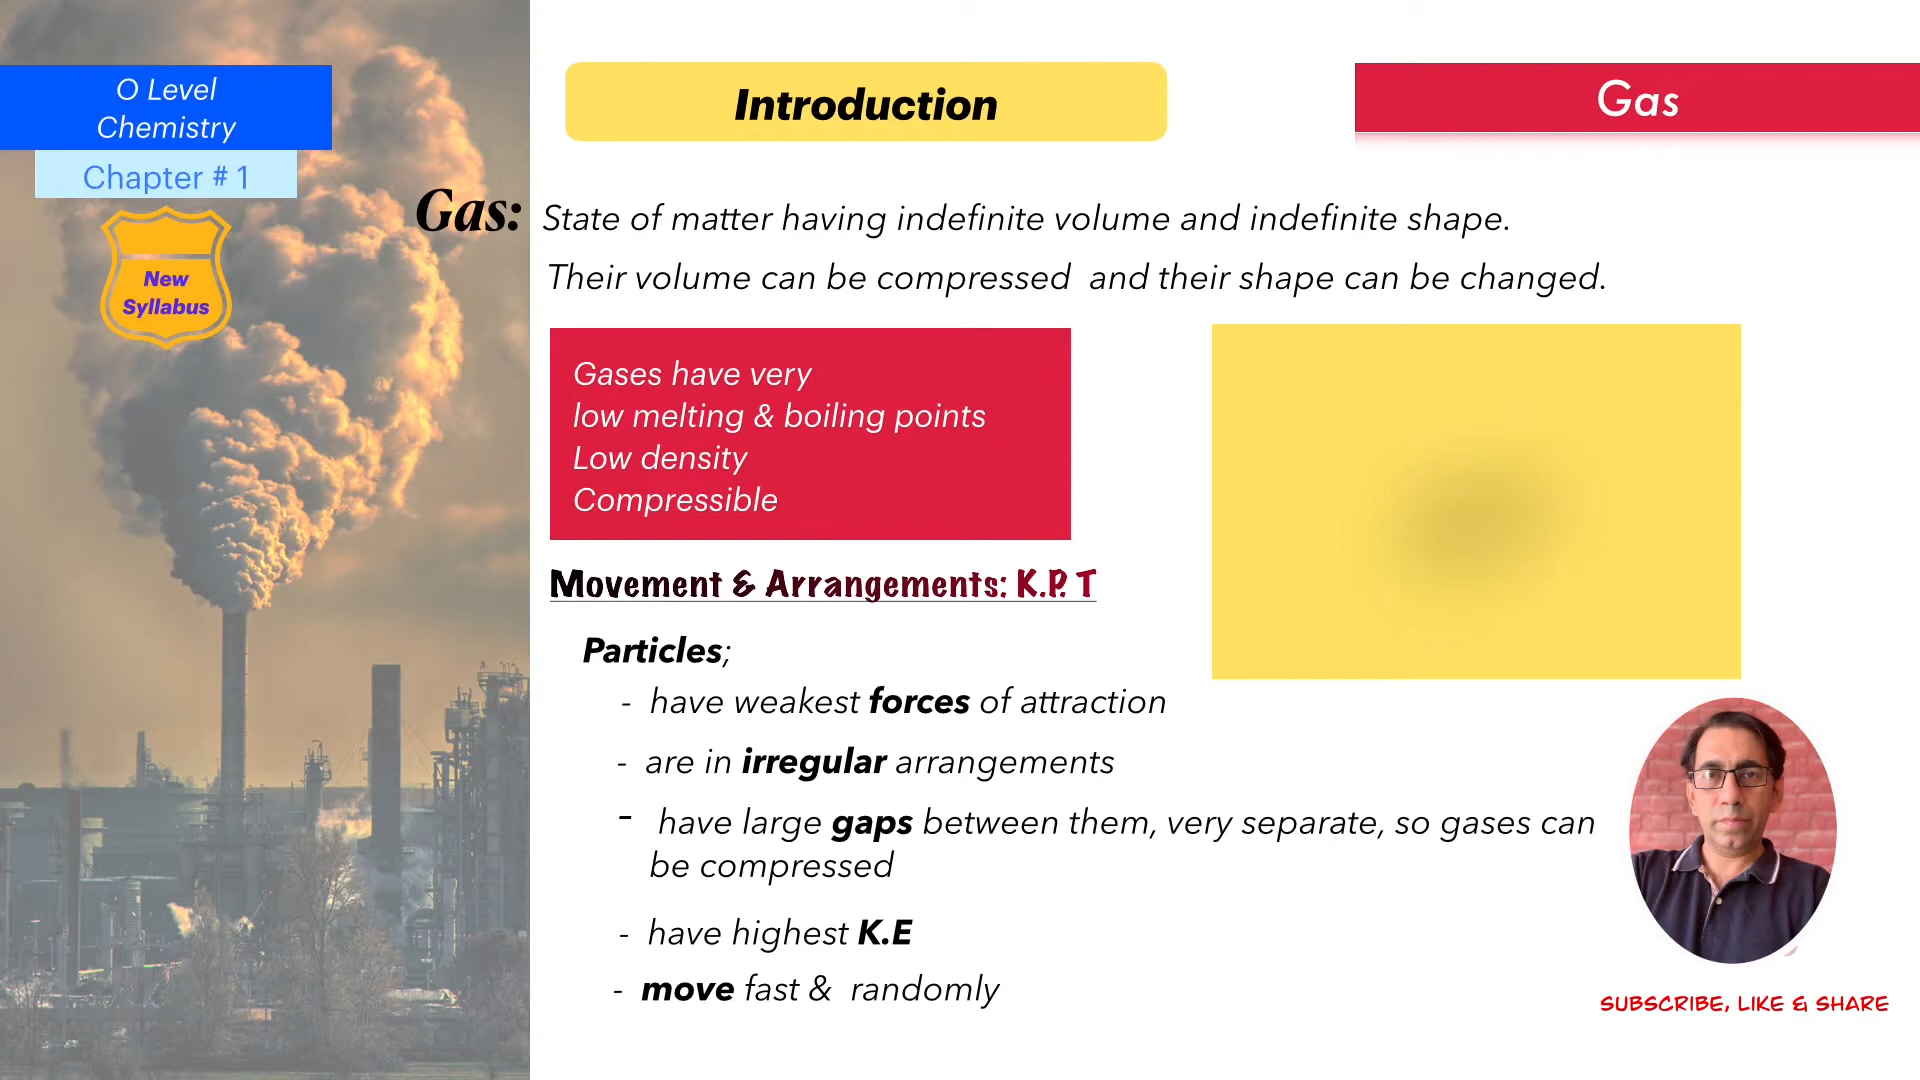 O Level
Chemistry
Chapter # 1
New
Syllabus
Introduction
Gas
Gas: State of matter having indefinite volume and indefinite shape.
Their volume can be compressed and their shape can be changed.
Gases have very
low melting & boiling points
Low density
Compressible
Movement & Arrangements: K.P. T
Particles;
- have weakest forces of attraction
- are in irregular arrangements
- have large gaps between them, very separate, so gases can
be compressed
- have highest K.E
- move fast & randomly
SUBSCRIBE, LIKE & SHARE